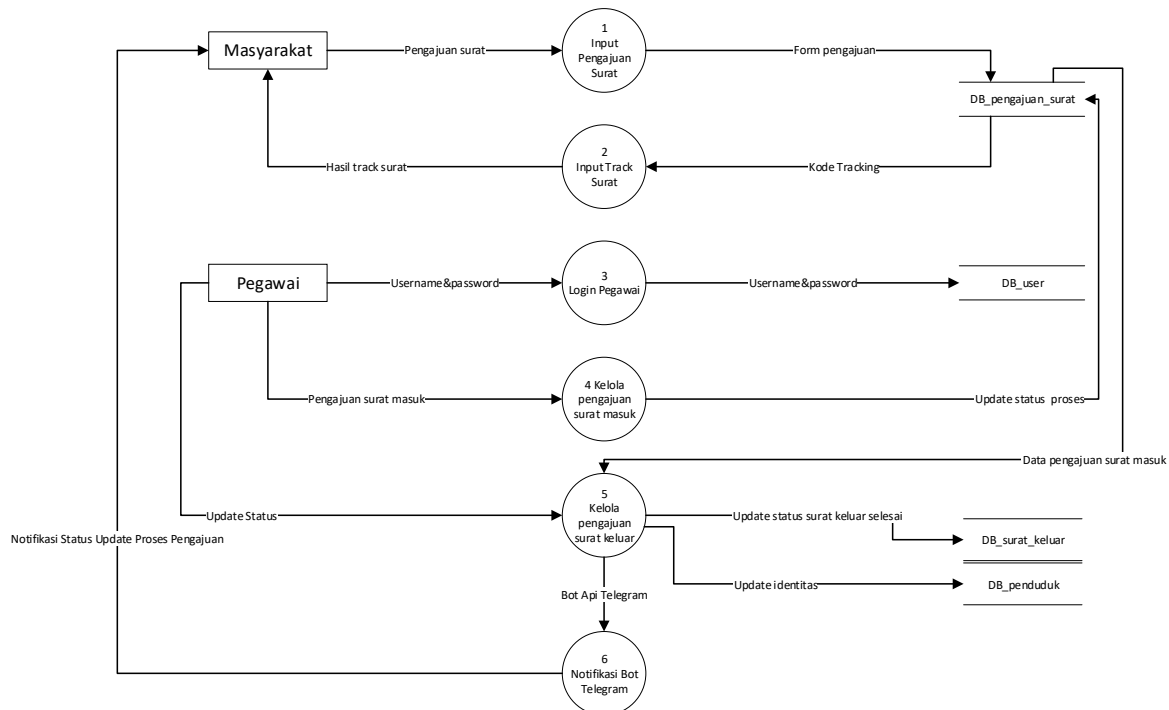 Masyarakat
Pengajuan surat
1
Input
Pengajuan
Surat
Form pengajuan
DB_pengajuan_surat
Hasil track surat
2
Input Track
Surat
Kode Tracking
Pegawai
Username&password
3
Login Pegawai
Username&password
DB_user
Pengajuan surat masuk
4 Kelola
pengajuan
surat masuk
Update status proses
Data pengajuan surat masuk
Update Status
5
Kelola
pengajuan
surat keluar
Update status surat keluar selesai
DB_surat_keluar
Notifikasi Status Update Proses Pengajuan
Update identitas
DB_penduduk
Bot Api Telegram
6
Notifikasi Bot
Telegram